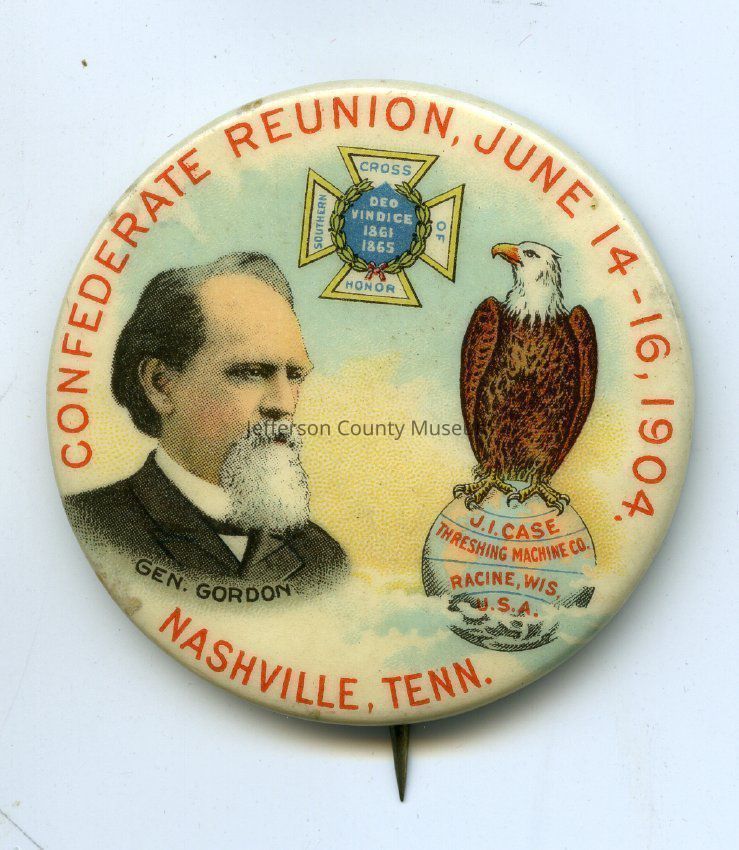 CONFEDERATE REUNION, JUNE 14-16, 1904.
CROSS
SOUTHERN
OF
HONOR
DEO
VINDICE
1861
1865
Jefferson County Museum
J.I. CASE
THRESHING MACHINE CO.
RACINE, WIS.
U.S.A.
GEN. GORDON
NASHVILLE, TENN.